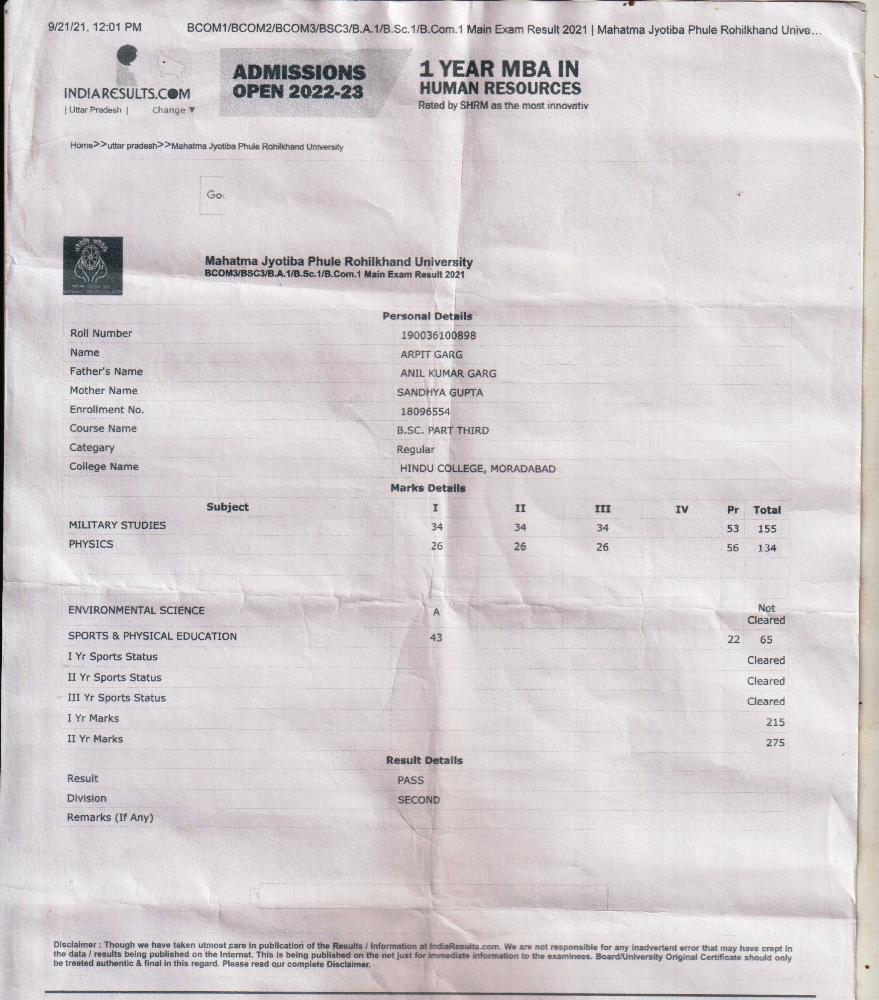 9/21/21, 12:01 PM BCOM1/BCOM2/BCOM3/BSC3/B.A.1/B.Sc.1/B.Com.1 Main Exam Result 2021 | Mahatma Jyotiba Phule Rohilkhand Unive...
INDIARESULTS.COM
| Uttar Pradesh | Change ▼
ADMISSIONS
OPEN 2022-23
1 YEAR MBA IN
HUMAN RESOURCES
Rated by SHRM as the most innovativ
Home>>uttar pradesh>>Mahatma Jyotiba Phule Rohilkhand University
Go
Mahatma Jyotiba Phule Rohilkhand University
BCOM3/BSC3/B.A.1/B.Sc.1/B.Com.1 Main Exam Result 2021
Personal Details
Roll Number 190036100898
Name ARPIT GARG
Father's Name ANIL KUMAR GARG
Mother Name SANDHYA GUPTA
Enrollment No. 18096554
Course Name B.SC. PART THIRD
Categary Regular
College Name HINDU COLLEGE, MORADABAD
Marks Details
Subject I II III IV Pr Total
MILITARY STUDIES 34 34 34 53 155
PHYSICS 26 26 26 56 134
ENVIRONMENTAL SCIENCE A Not
Cleared
SPORTS & PHYSICAL EDUCATION 43 22 65
I Yr Sports Status Cleared
II Yr Sports Status Cleared
III Yr Sports Status Cleared
I Yr Marks 215
II Yr Marks 275
Result Details
Result PASS
Division SECOND
Remarks (If Any)
Disclaimer : Though we have taken utmost care in publication of the Results / Information at IndiaResults.com. We are not responsible for any inadvertent error that may have crept in
the data / results being published on the Internet. This is being published on the net just for immediate information to the examinees. Board/University Original Certificate should only
be treated authentic & final in this regard. Please read our complete Disclaimer.